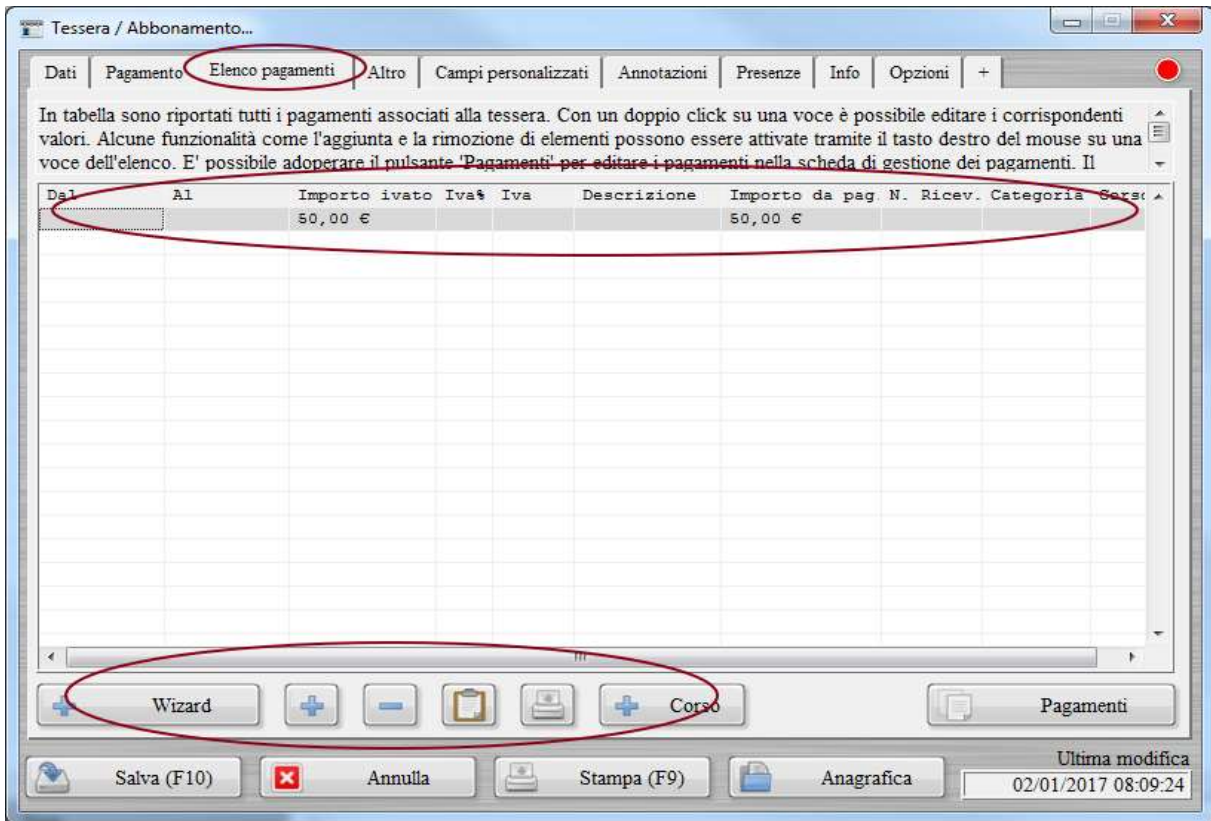 Tessera / Abbonamento...
Dati Pagamento Elenco pagamenti Altro Campi personalizzati Annotazioni Presenze Info Opzioni +
In tabella sono riportati tutti i pagamenti associati alla tessera. Con un doppio click su una voce è possibile editare i corrispondenti
valori. Alcune funzionalità come l'aggiunta e la rimozione di elementi possono essere attivate tramite il tasto destro del mouse su una
voce dell'elenco. E' possibile adoperare il pulsante 'Pagamenti' per editare i pagamenti nella scheda di gestione dei pagamenti. Il
Dal Al Importo ivato Iva% Iva Descrizione Importo da pag. N. Ricev. Categoria Corso
50,00 € 50,00 €
Wizard Corso Pagamenti
Ultima modifica
Salva (F10) Annulla Stampa (F9) Anagrafica 02/01/2017 08:09:24